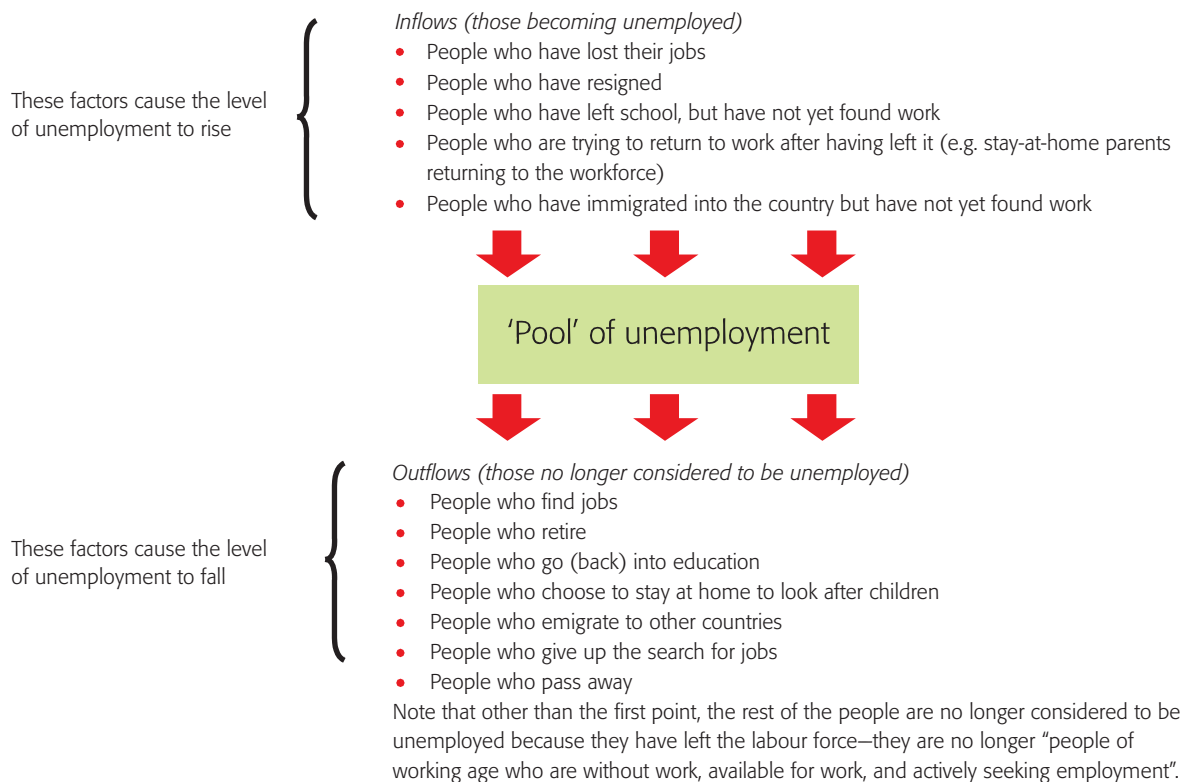 Inflows (those becoming unemployed)
• People who have lost their jobs
• People who have resigned
• People who have left school, but have not yet found work
• People who are trying to return to work after having left it (e.g. stay-at-home parents
returning to the workforce)
• People who have immigrated into the country but have not yet found work
These factors cause the level
of unemployment to rise
‘Pool’ of unemployment
Outflows (those no longer considered to be unemployed)
• People who find jobs
• People who retire
• People who go (back) into education
• People who choose to stay at home to look after children
• People who emigrate to other countries
• People who give up the search for jobs
• People who pass away
These factors cause the level
of unemployment to fall
Note that other than the first point, the rest of the people are no longer considered to be
unemployed because they have left the labour force—they are no longer “people of
working age who are without work, available for work, and actively seeking employment”.